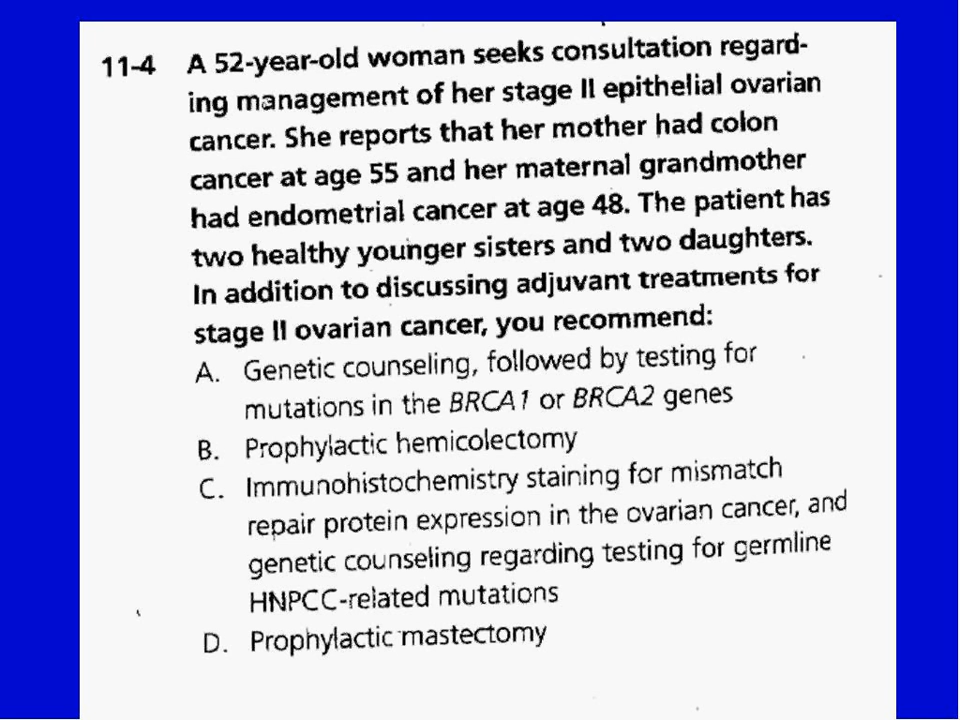 11-4 A 52-year-old woman seeks consultation regard-
ing management of her stage II epithelial ovarian
cancer. She reports that her mother had colon
cancer at age 55 and her maternal grandmother
had endometrial cancer at age 48. The patient has
two healthy younger sisters and two daughters.
In addition to discussing adjuvant treatments for
stage II ovarian cancer, you recommend:
A. Genetic counseling, followed by testing for
mutations in the BRCA1 or BRCA2 genes
B. Prophylactic hemicolectomy
C. Immunohistochemistry staining for mismatch
repair protein expression in the ovarian cancer, and
genetic counseling regarding testing for germline
HNPCC-related mutations
D. Prophylactic mastectomy